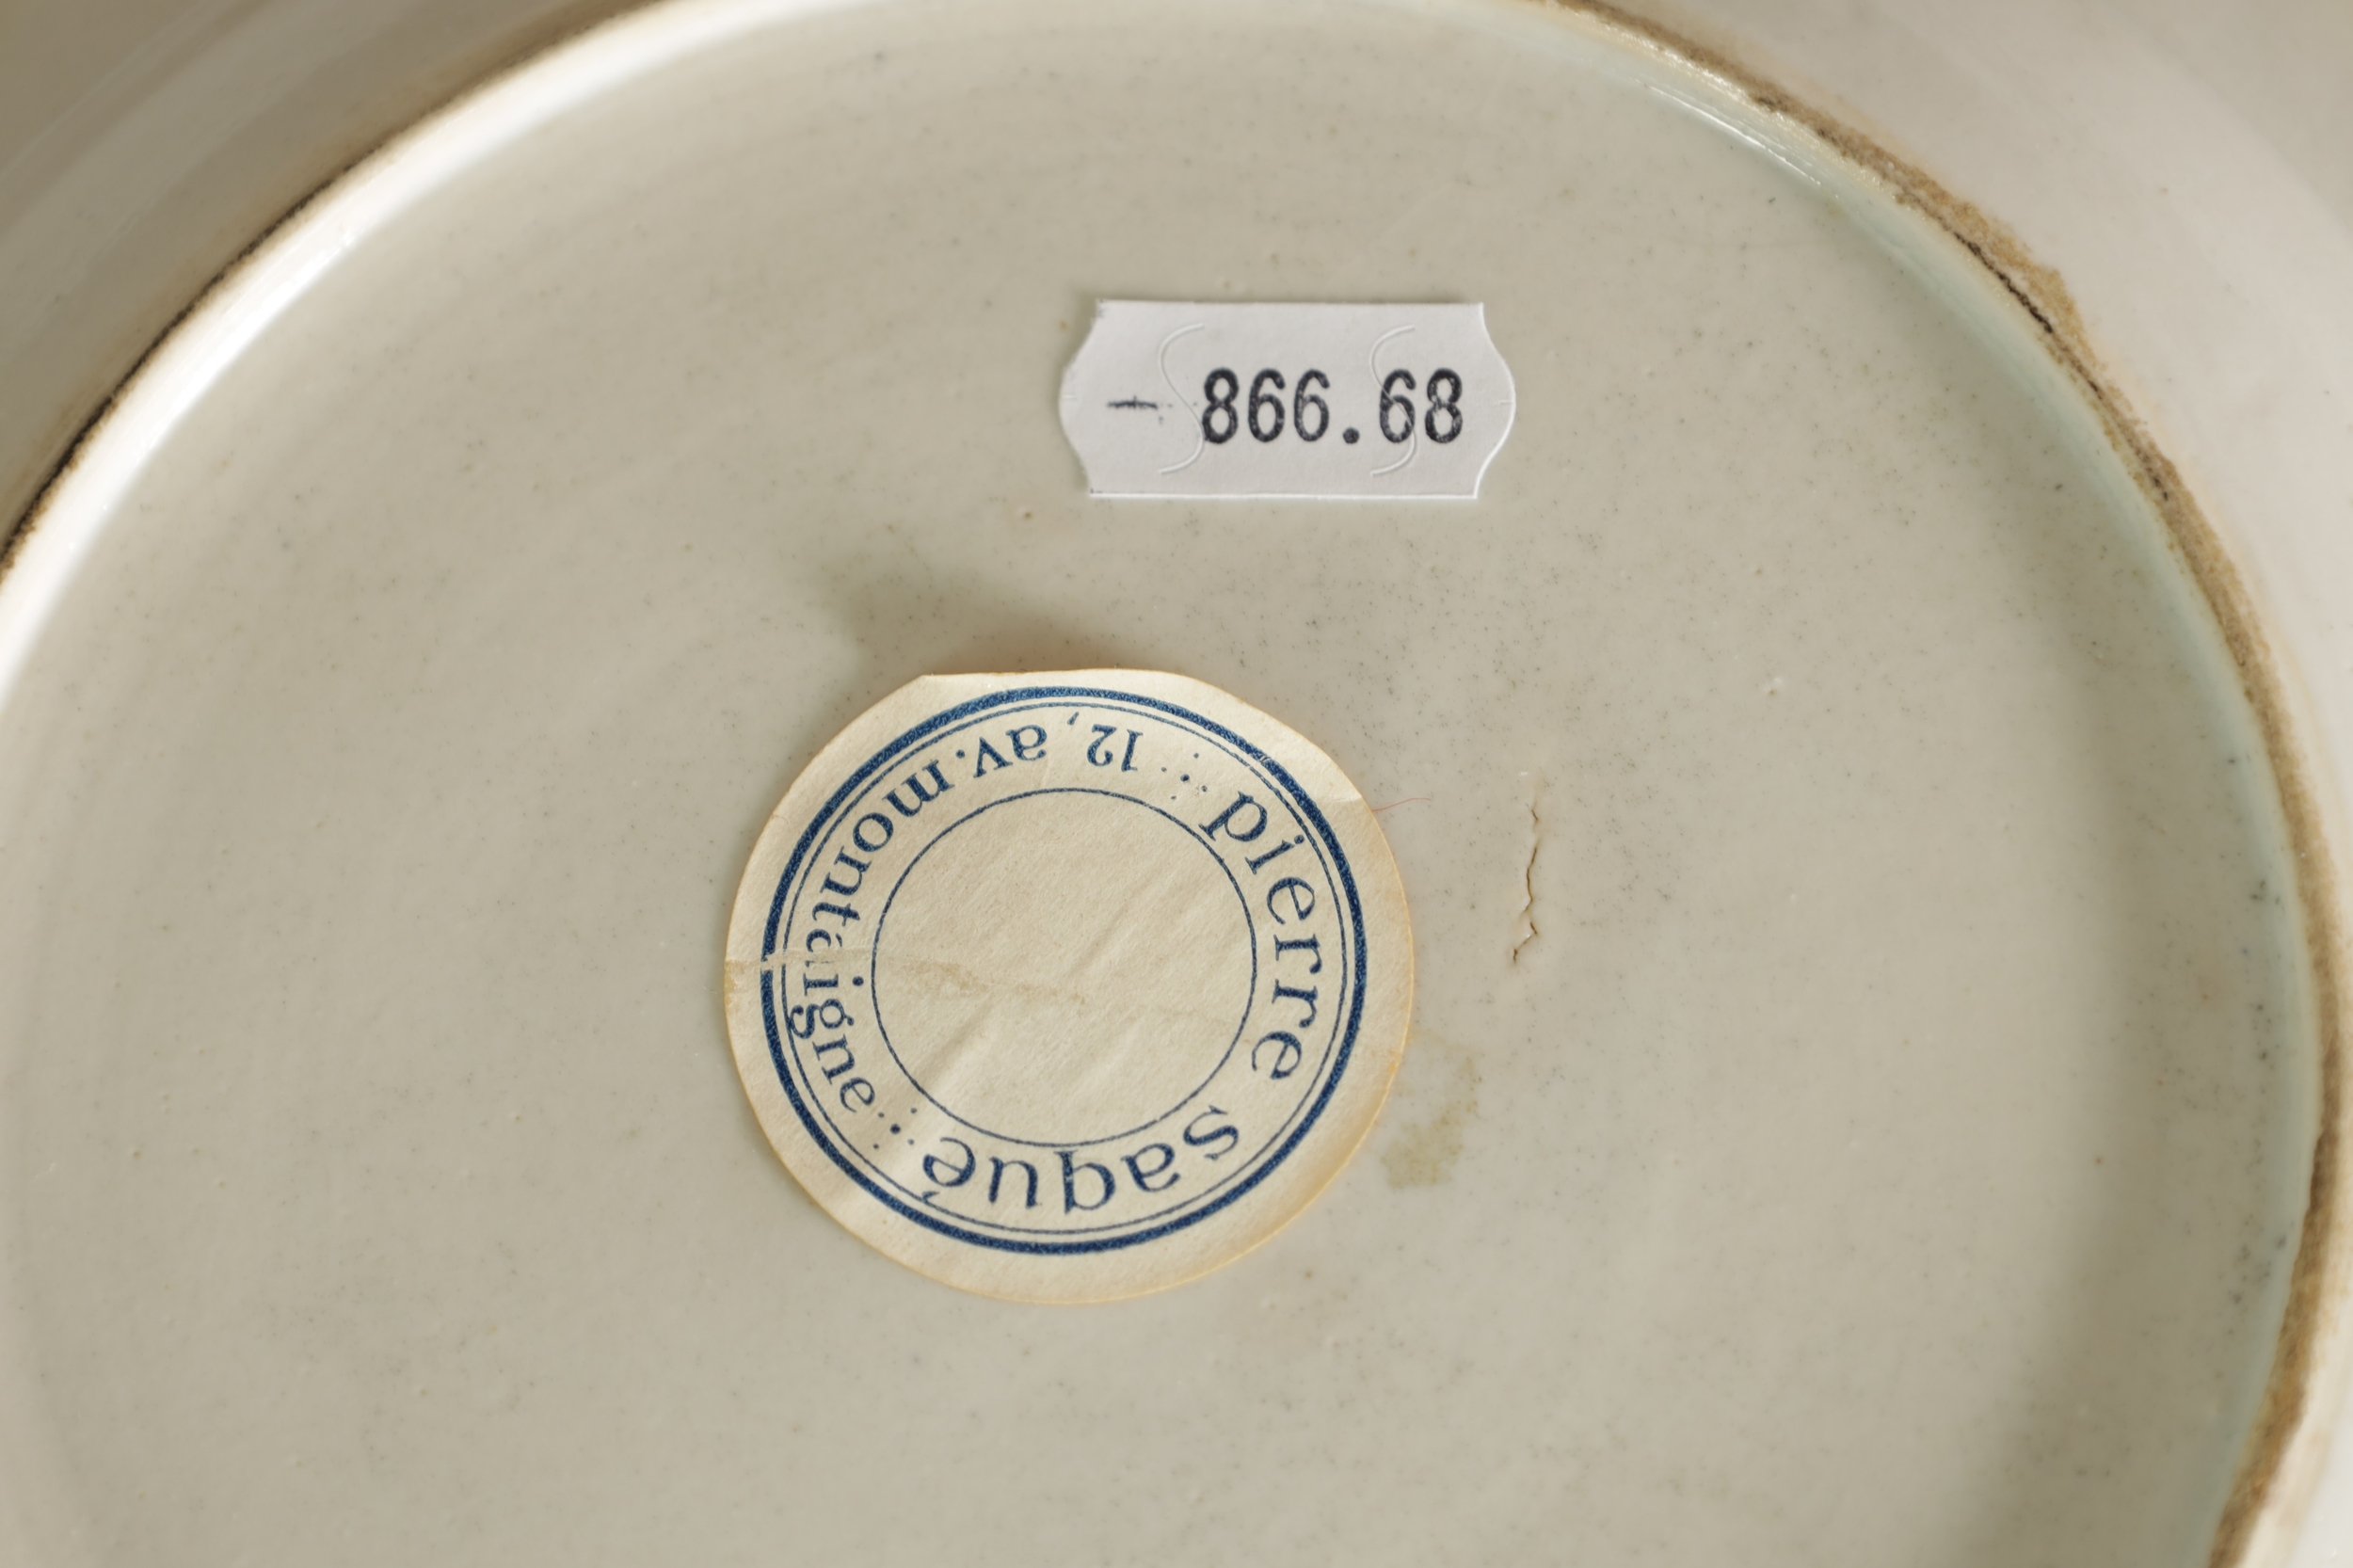 - 866.68
pierre saqué
12, av. montaigne